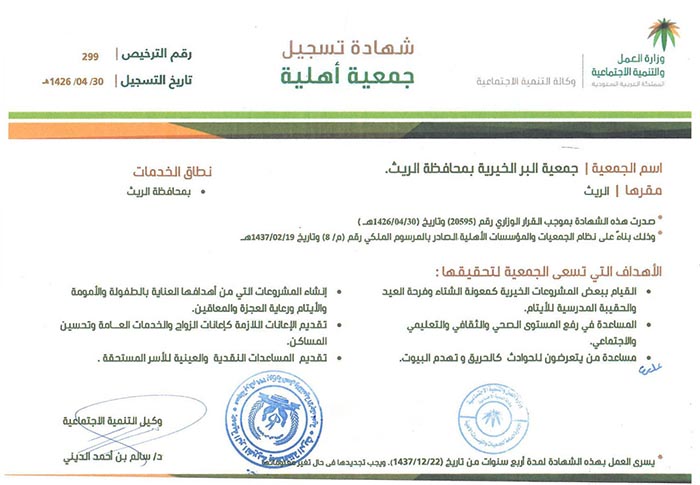 وزارة العمل
والتنمية الاجتماعية
المملكة العربية السعودية
وكالة التنمية الاجتماعية
شهادة تسجيل
جمعية أهلية
رقم الترخيص | 299
تاريخ التسجيل | 1426/ 04/ 30هـ
اسم الجمعية | جمعية البر الخيرية بمحافظة الريث.
مقرها | الريث
نطاق الخدمات
• بمحافظة الريث
* صدرت هذه الشهادة بموجب القرار الوزاري رقم (20595) وتاريخ (1426/04/30هـ )
* وذلك بناءً على نظام الجمعيات والمؤسسات الأهلية الصادر بالمرسوم الملكي رقم (م/ 8) وتاريخ 1437/02/19هـ
الأهداف التي تسعى الجمعية لتحقيقها :
• القيام ببعض المشروعات الخيرية كمعونة الشتاء وفرحة العيد
والحقيبة المدرسية للأيتام.
• المساعدة في رفع المستوى الصحي والثقافي والتعليمي
والاجتماعي.
• مساعدة من يتعرضون للحوادث كالحريق و تهدم البيوت.
• إنشاء المشروعات التي من أهدافها العناية بالطفولة والأمومة
والأيتام ورعاية العجزة والمعاقين.
• تقديم الإعانات اللازمة كإعانات الزواج والخدمات العامة وتحسين
المساكن.
• تقديم المساعدات النقدية والعينية للأسر المستحقة .
وكيل التنمية الاجتماعية
د/ سالم بن أحمد الديني
* يسرى العمل بهذه الشهادة لمدة أربع سنوات من تاريخ (1437/12/22). ويجب تجديدها فى حال تغير معلوماتها